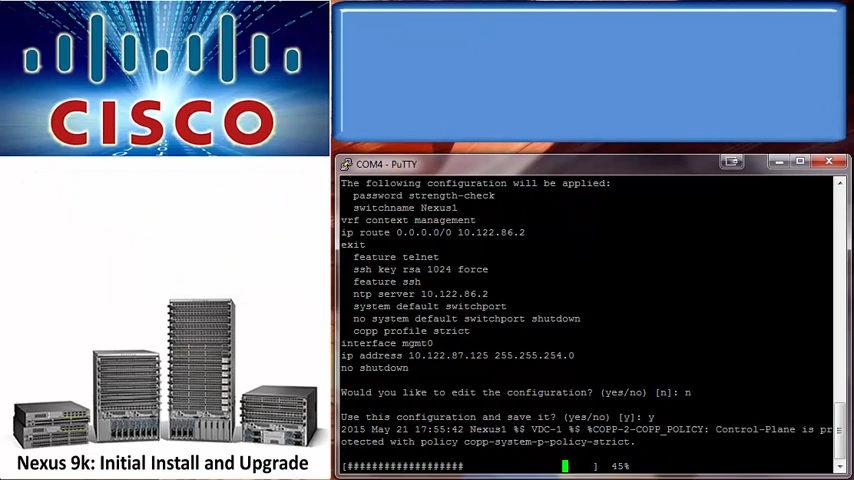 CISCO
Nexus 9k: Initial Install and Upgrade
COM4 - PuTTY
The following configuration will be applied:
password strength-check
switchname Nexus1
vrf context management
ip route 0.0.0.0/0 10.122.86.2
exit
feature telnet
ssh key rsa 1024 force
feature ssh
ntp server 10.122.86.2
system default switchport
no system default switchport shutdown
copp profile strict
interface mgmt0
ip address 10.122.87.125 255.255.254.0
no shutdown
Would you like to edit the configuration? (yes/no) [n]: n
Use this configuration and save it? (yes/no) [y]: y
2015 May 21 17:55:42 Nexus1 %$ VDC-1 %$ %COPP-2-COPP_POLICY: Control-Plane is pr
otected with policy copp-system-p-policy-strict.
[################### ] 45%